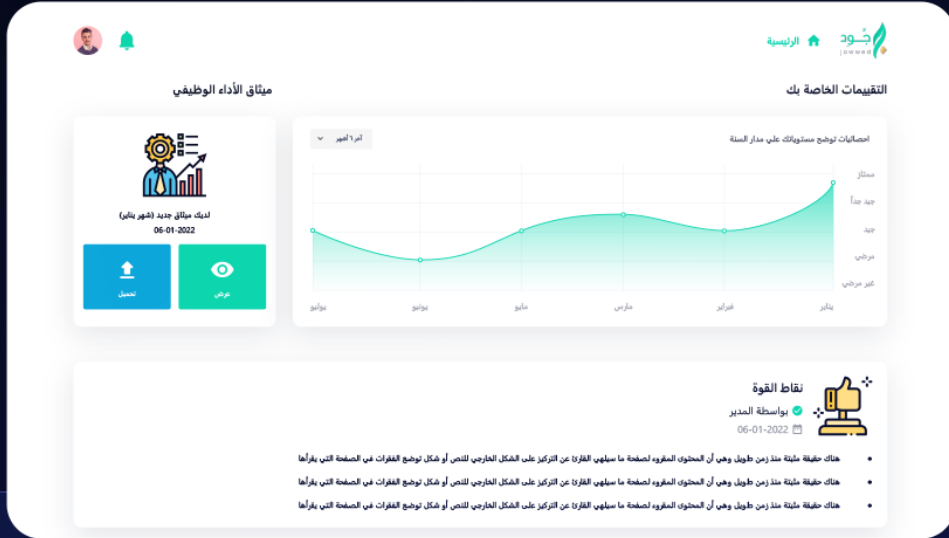 جُود
jowwed
الرئيسية
التقييمات الخاصة بك
ميثاق الأداء الوظيفي
احصائيات توضح مستوياتك علي مدار السنة
آخر ٦ أشهر
ممتاز
جيد جداً
جيد
مرضي
غير مرضي
يناير
فبراير
مارس
مايو
يونيو
يوليو
لديك ميثاق جديد (شهر يناير)
06-01-2022
عرض
تحميل
نقاط القوة
بواسطة المدير
06-01-2022
هناك حقيقة مثبتة منذ زمن طويل وهي أن المحتوى المقروء لصفحة ما سيلهي القارئ عن التركيز على الشكل الخارجي للنص أو شكل توضع الفقرات في الصفحة التي يقرأها
هناك حقيقة مثبتة منذ زمن طويل وهي أن المحتوى المقروء لصفحة ما سيلهي القارئ عن التركيز على الشكل الخارجي للنص أو شكل توضع الفقرات في الصفحة التي يقرأها
هناك حقيقة مثبتة منذ زمن طويل وهي أن المحتوى المقروء لصفحة ما سيلهي القارئ عن التركيز على الشكل الخارجي للنص أو شكل توضع الفقرات في الصفحة التي يقرأها